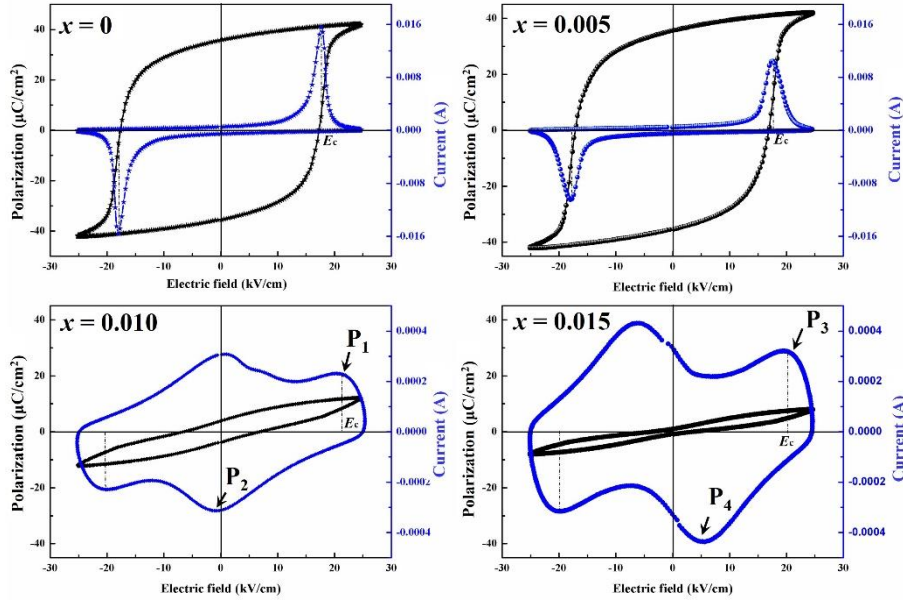 x = 0
Polarization (μC/cm²)
40
20
0
-20
-40
0.016
0.008
0.000
-0.008
-0.016
Current (A)
Ec
-30 -20 -10 0 10 20 30
Electric field (kV/cm)
x = 0.005
Polarization (μC/cm²)
40
20
0
-20
-40
0.016
0.008
0.000
-0.008
-0.016
Current (A)
Ec
-30 -20 -10 0 10 20 30
Electric field (kV/cm)
x = 0.010
Polarization (μC/cm²)
40
20
0
-20
-40
0.0004
0.0002
0.0000
-0.0002
-0.0004
Current (A)
P₁
Ec
P₂
-30 -20 -10 0 10 20 30
Electric field (kV/cm)
x = 0.015
Polarization (μC/cm²)
40
20
0
-20
-40
0.0004
0.0002
0.0000
-0.0002
-0.0004
Current (A)
P₃
Ec
P₄
-30 -20 -10 0 10 20 30
Electric field (kV/cm)